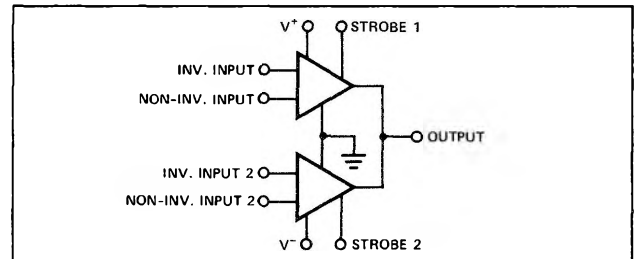 V+ STROBE 1
INV. INPUT
NON-INV. INPUT
OUTPUT
INV. INPUT 2
NON-INV. INPUT 2
V− STROBE 2